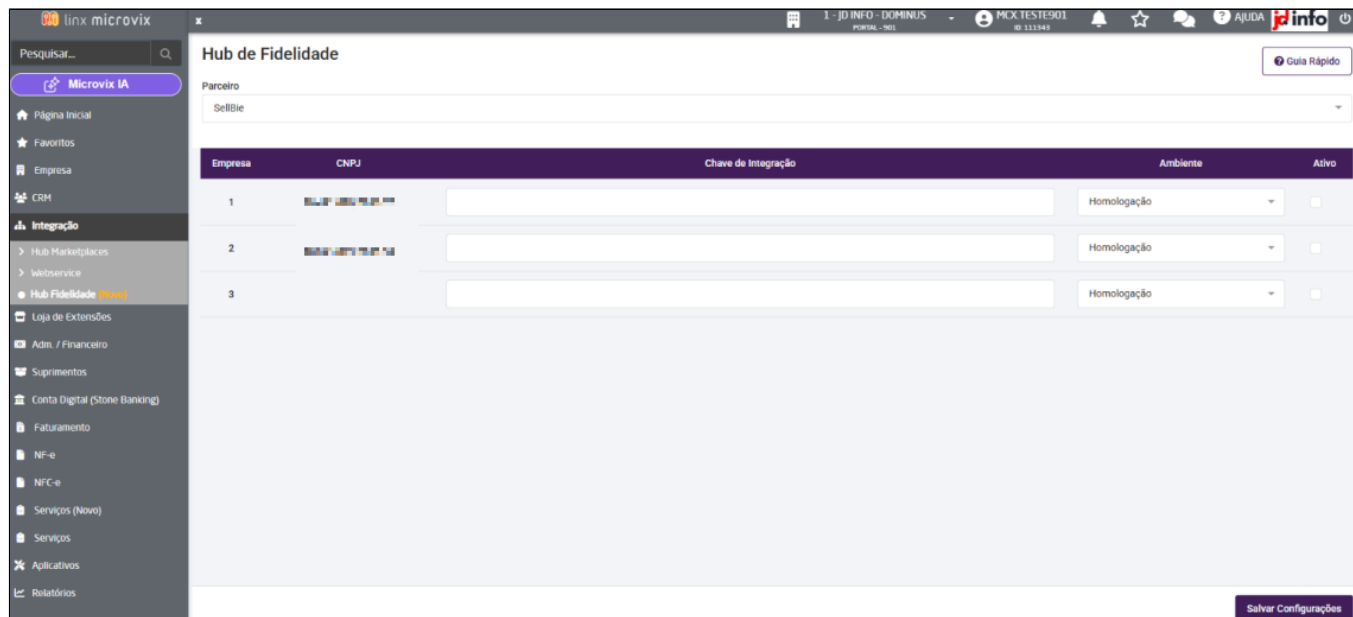 linx microvix
x
1 - JD INFO - DOMINUS
PORTAL - 901
MCX.TESTE901
ID 111343
? AJUDA
jd info
Pesquisar...
Microvix IA
Página Inicial
Favoritos
Empresa
CRM
Integração
Hub Marketplaces
Webservice
Hub Fidelidade (Novo)
Loja de Extensões
Adm. / Financeiro
Suprimentos
Conta Digital (Stone Banking)
Faturamento
NF-e
NFC-e
Serviços (Novo)
Serviços
Aplicativos
Relatórios
Hub de Fidelidade
? Guia Rápido
Parceiro
SellBie
Empresa CNPJ Chave de Integração Ambiente Ativo
1 Homologação
2 Homologação
3 Homologação
Salvar Configurações